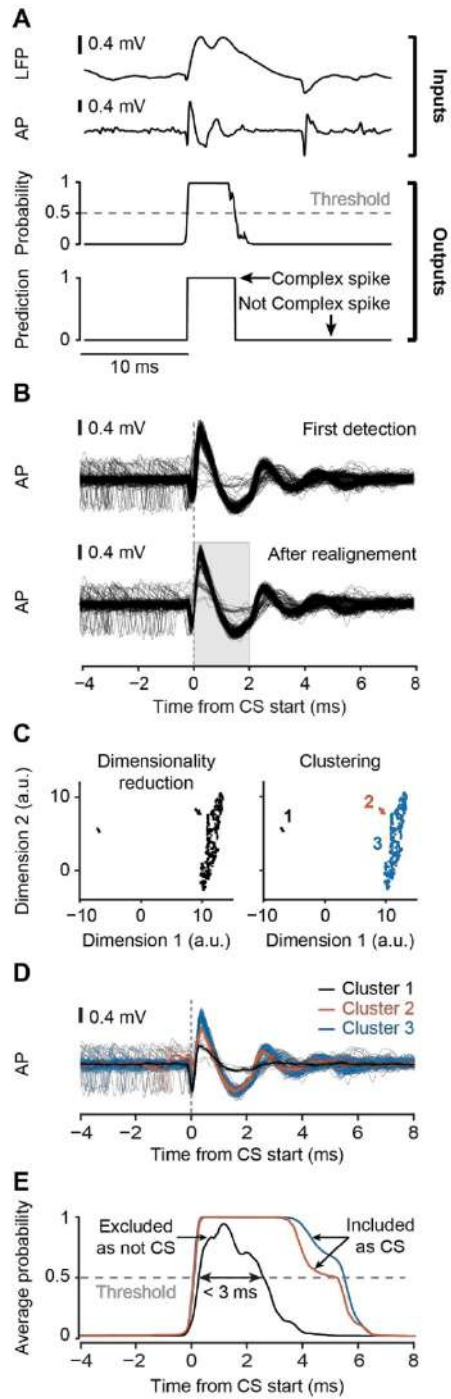 A
LFP
0.4 mV
AP
0.4 mV
Inputs
Probability
1
0.5
0
Threshold
Prediction
1
0
Complex spike
Not Complex spike
Outputs
10 ms
B
0.4 mV
First detection
AP
0.4 mV
After realignement
AP
−4 −2 0 2 4 6 8
Time from CS start (ms)
C
Dimensionality
reduction
Clustering
Dimension 2 (a.u.)
10
0
1
2
3
−10 0 10
−10 0 10
Dimension 1 (a.u.)
Dimension 1 (a.u.)
D
0.4 mV
Cluster 1
Cluster 2
Cluster 3
AP
−4 −2 0 2 4 6 8
Time from CS start (ms)
E
Average probability
1
0.5
0
Excluded
as not CS
Included
as CS
Threshold
< 3 ms
−4 −2 0 2 4 6 8
Time from CS start (ms)